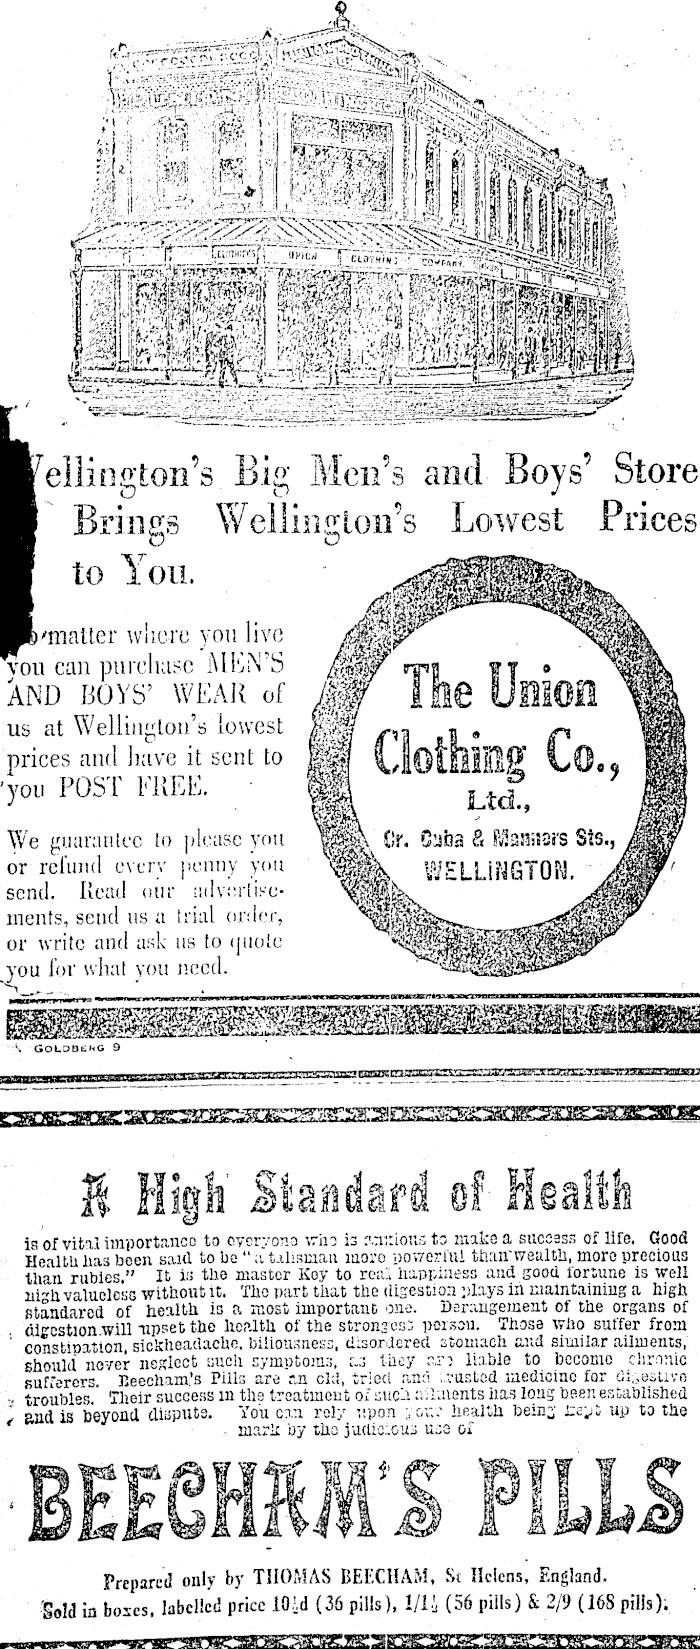 UNION CLOTHING COMPANY
Wellington's Big Men's and Boys' Store
Brings Wellington's Lowest Prices
to You.
matter where you live
you can purchase MEN'S
AND BOYS' WEAR of
us at Wellington's lowest
prices and have it sent to
you POST FREE.
We guarantee to please you
or refund every penny you
send. Read our advertise-
ments, send us a trial order,
or write and ask us to quote
you for what you need.
The Union
Clothing Co.,
Ltd.,
Cr. Cuba & Manners Sts.,
WELLINGTON.
GOLDBERG 9
A High Standard of Health
is of vital importance to everyone who is anxious to make a success of life. Good
Health has been said to be "a talisman more powerful than wealth, more precious
than rubies." It is the master Key to real happiness and good fortune is well
nigh valueless without it. The part that the digestion plays in maintaining a high
standared of health is a most important one. Derangement of the organs of
digestion will upset the health of the strongest person. Those who suffer from
constipation, sickheadache, biliousness, disordered stomach and similar ailments,
should never neglect such symptoms, as they are liable to become chronic
sufferers. Beecham's Pills are an old, tried and trusted medicine for digestive
troubles. Their success in the treatment of such ailments has long been established
and is beyond dispute. You can rely upon your health being kept up to the
mark by the judicious use of
BEECHAM'S PILLS
Prepared only by THOMAS BEECHAM, St Helens, England.
Sold in boxes, labelled price 10½d (36 pills), 1/1½ (56 pills) & 2/9 (168 pills).